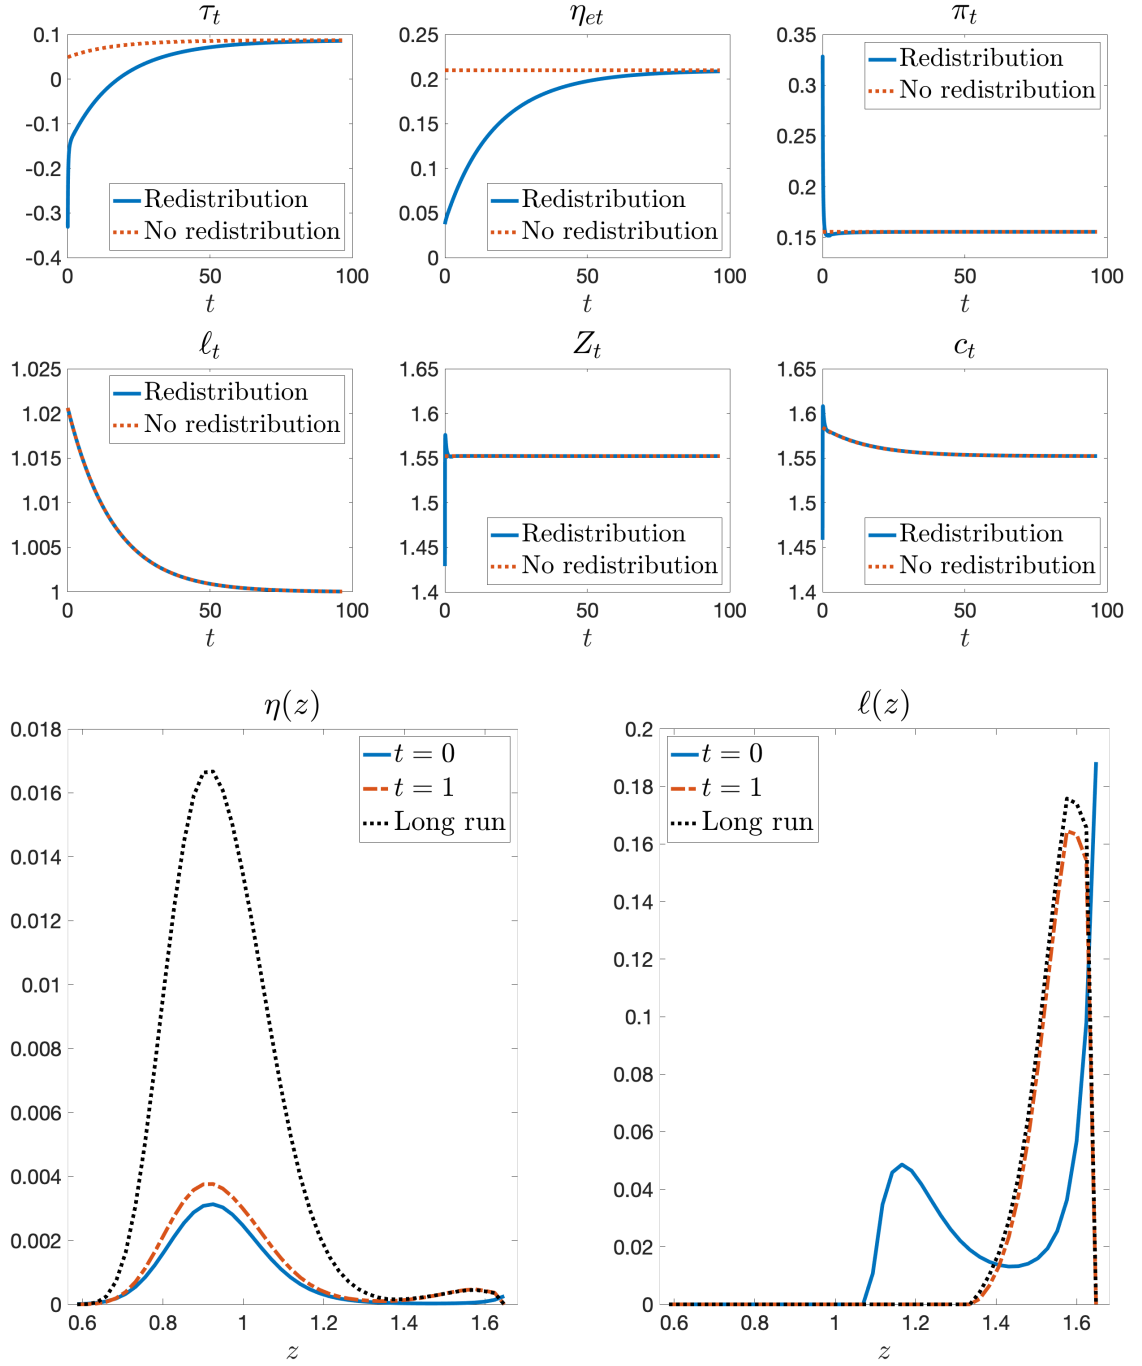 τt ηet πt
0.1 0.25 0.35
0 0.2 0.3
-0.1 0.15 0.25
-0.2 0.1 0.2
-0.3 0.05 0.15
-0.4 0
Redistribution
No redistribution
Redistribution
No redistribution
Redistribution
No redistribution
0 50 100 0 50 100 0 50 100
t t t
ℓt Zt ct
1.025 1.65 1.65
1.02 1.6 1.6
1.015 1.55 1.55
1.01 1.5 1.5
1.005 1.45 1.45
1 1.4 1.4
Redistribution
No redistribution
Redistribution
No redistribution
Redistribution
No redistribution
0 50 100 0 50 100 0 50 100
t t t
η(z)
0.018
0.016
0.014
0.012
0.01
0.008
0.006
0.004
0.002
0
t = 0
t = 1
Long run
0.6 0.8 1 1.2 1.4 1.6
z
ℓ(z)
0.2
0.18
0.16
0.14
0.12
0.1
0.08
0.06
0.04
0.02
0
t = 0
t = 1
Long run
0.6 0.8 1 1.2 1.4 1.6
z